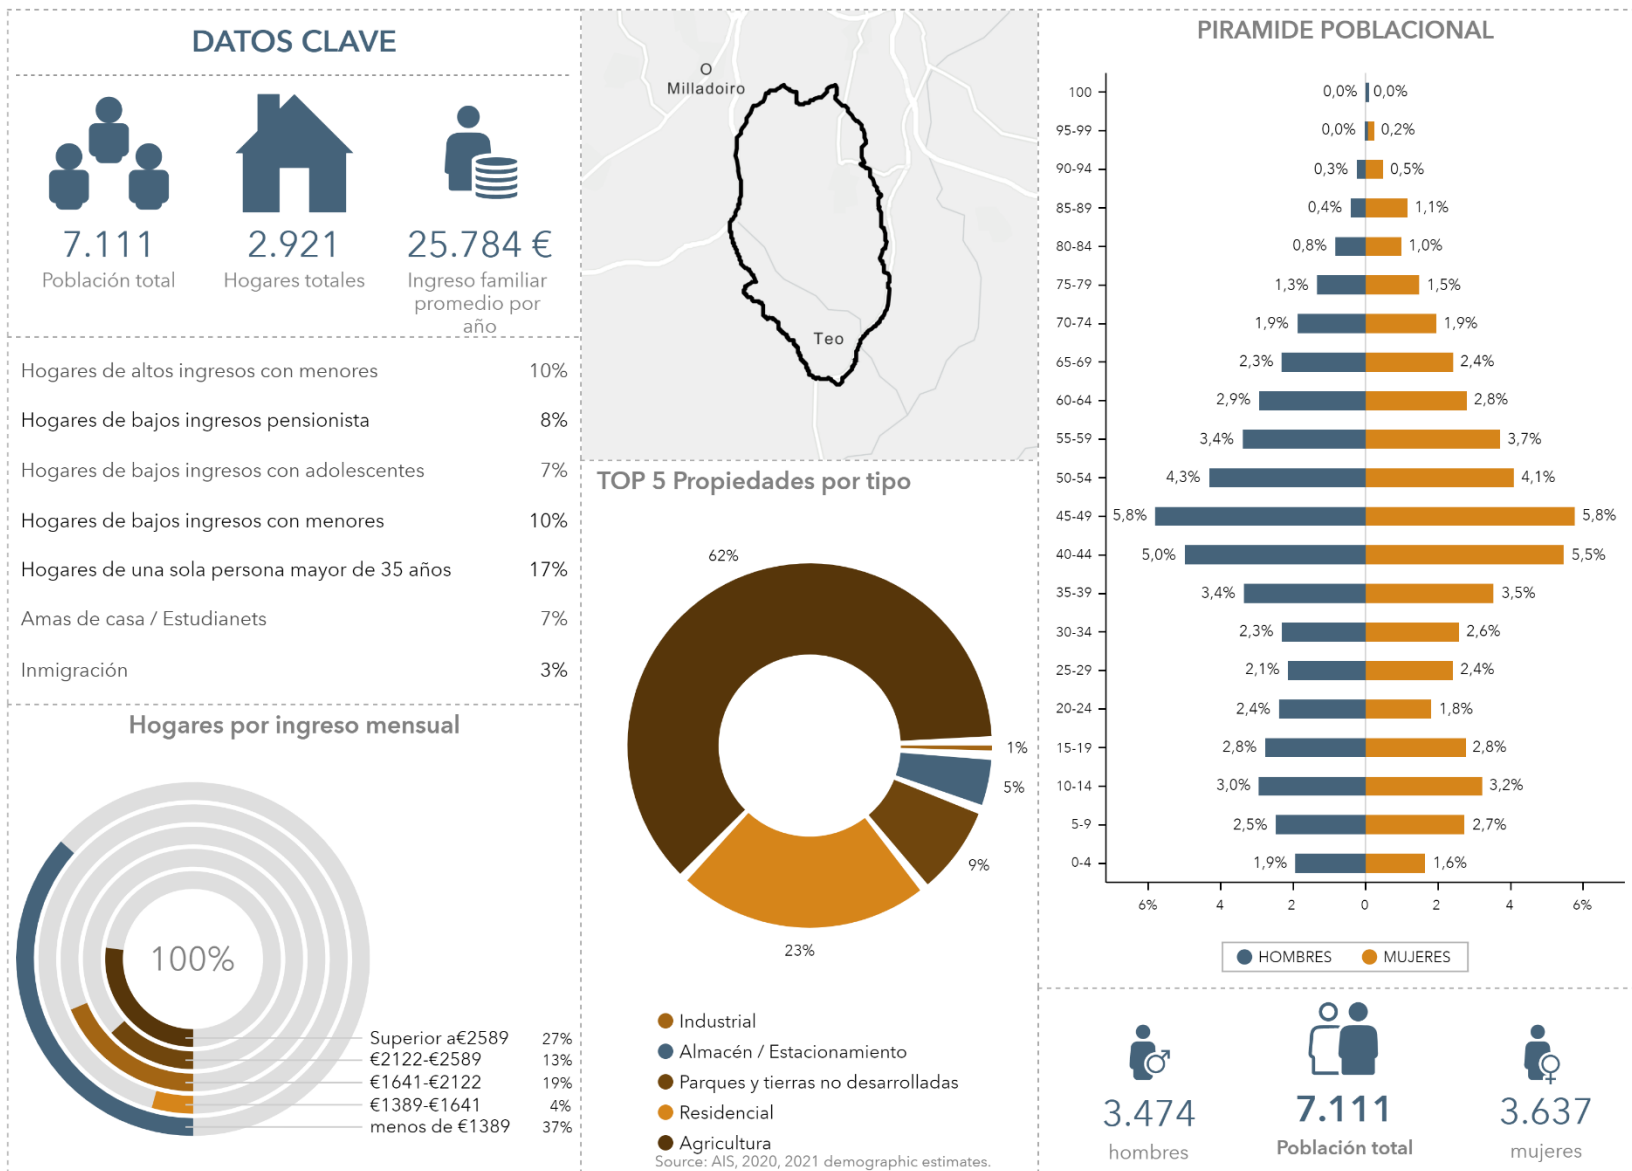 DATOS CLAVE
7.111
Población total
2.921
Hogares totales
25.784 €
Ingreso familiar
promedio por
año
Hogares de altos ingresos con menores 10%
Hogares de bajos ingresos pensionista 8%
Hogares de bajos ingresos con adolescentes 7%
Hogares de bajos ingresos con menores 10%
Hogares de una sola persona mayor de 35 años 17%
Amas de casa / Estudianets 7%
Inmigración 3%
Hogares por ingreso mensual
100%
Superior a€2589 27%
€2122-€2589 13%
€1641-€2122 19%
€1389-€1641 4%
menos de €1389 37%
O
Milladoiro
Teo
TOP 5 Propiedades por tipo
62%
1%
5%
9%
23%
Industrial
Almacén / Estacionamiento
Parques y tierras no desarrolladas
Residencial
Agricultura
Source: AIS, 2020, 2021 demographic estimates.
PIRAMIDE POBLACIONAL
100 0,0% 0,0%
95-99 0,0% 0,2%
90-94 0,3% 0,5%
85-89 0,4% 1,1%
80-84 0,8% 1,0%
75-79 1,3% 1,5%
70-74 1,9% 1,9%
65-69 2,3% 2,4%
60-64 2,9% 2,8%
55-59 3,4% 3,7%
50-54 4,3% 4,1%
45-49 5,8% 5,8%
40-44 5,0% 5,5%
35-39 3,4% 3,5%
30-34 2,3% 2,6%
25-29 2,1% 2,4%
20-24 2,4% 1,8%
15-19 2,8% 2,8%
10-14 3,0% 3,2%
5-9 2,5% 2,7%
0-4 1,9% 1,6%
6% 4 2 0 2 4 6%
HOMBRES MUJERES
3.474
hombres
7.111
Población total
3.637
mujeres